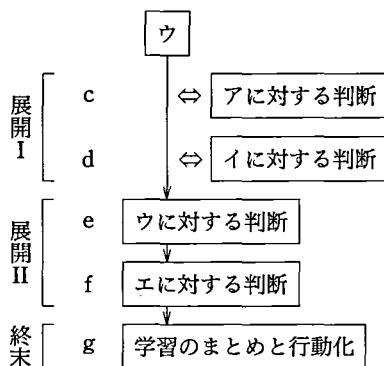 ウ
展開I
c ⇔ アに対する判断
d ⇔ イに対する判断
展開II
e ウに対する判断
f エに対する判断
終末
g 学習のまとめと行動化